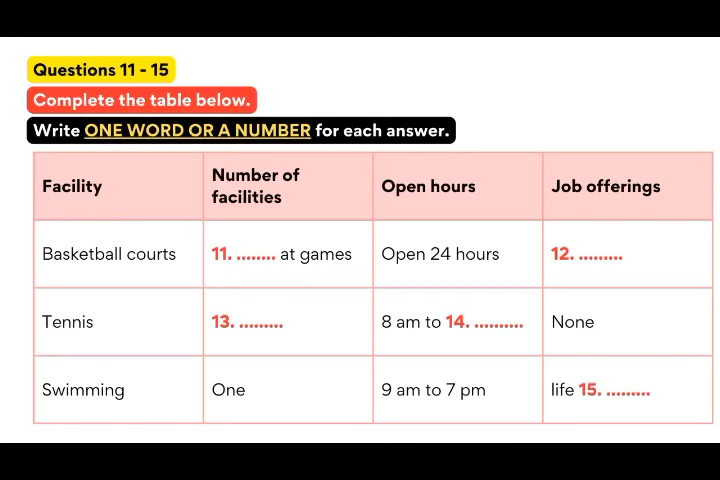 Questions 11 - 15
Complete the table below.
Write ONE WORD OR A NUMBER for each answer.
Facility
Number of
facilities
Open hours
Job offerings
Basketball courts
11. ........ at games
Open 24 hours
12. .........
Tennis
13. .........
8 am to 14. ..........
None
Swimming
One
9 am to 7 pm
life 15. .........